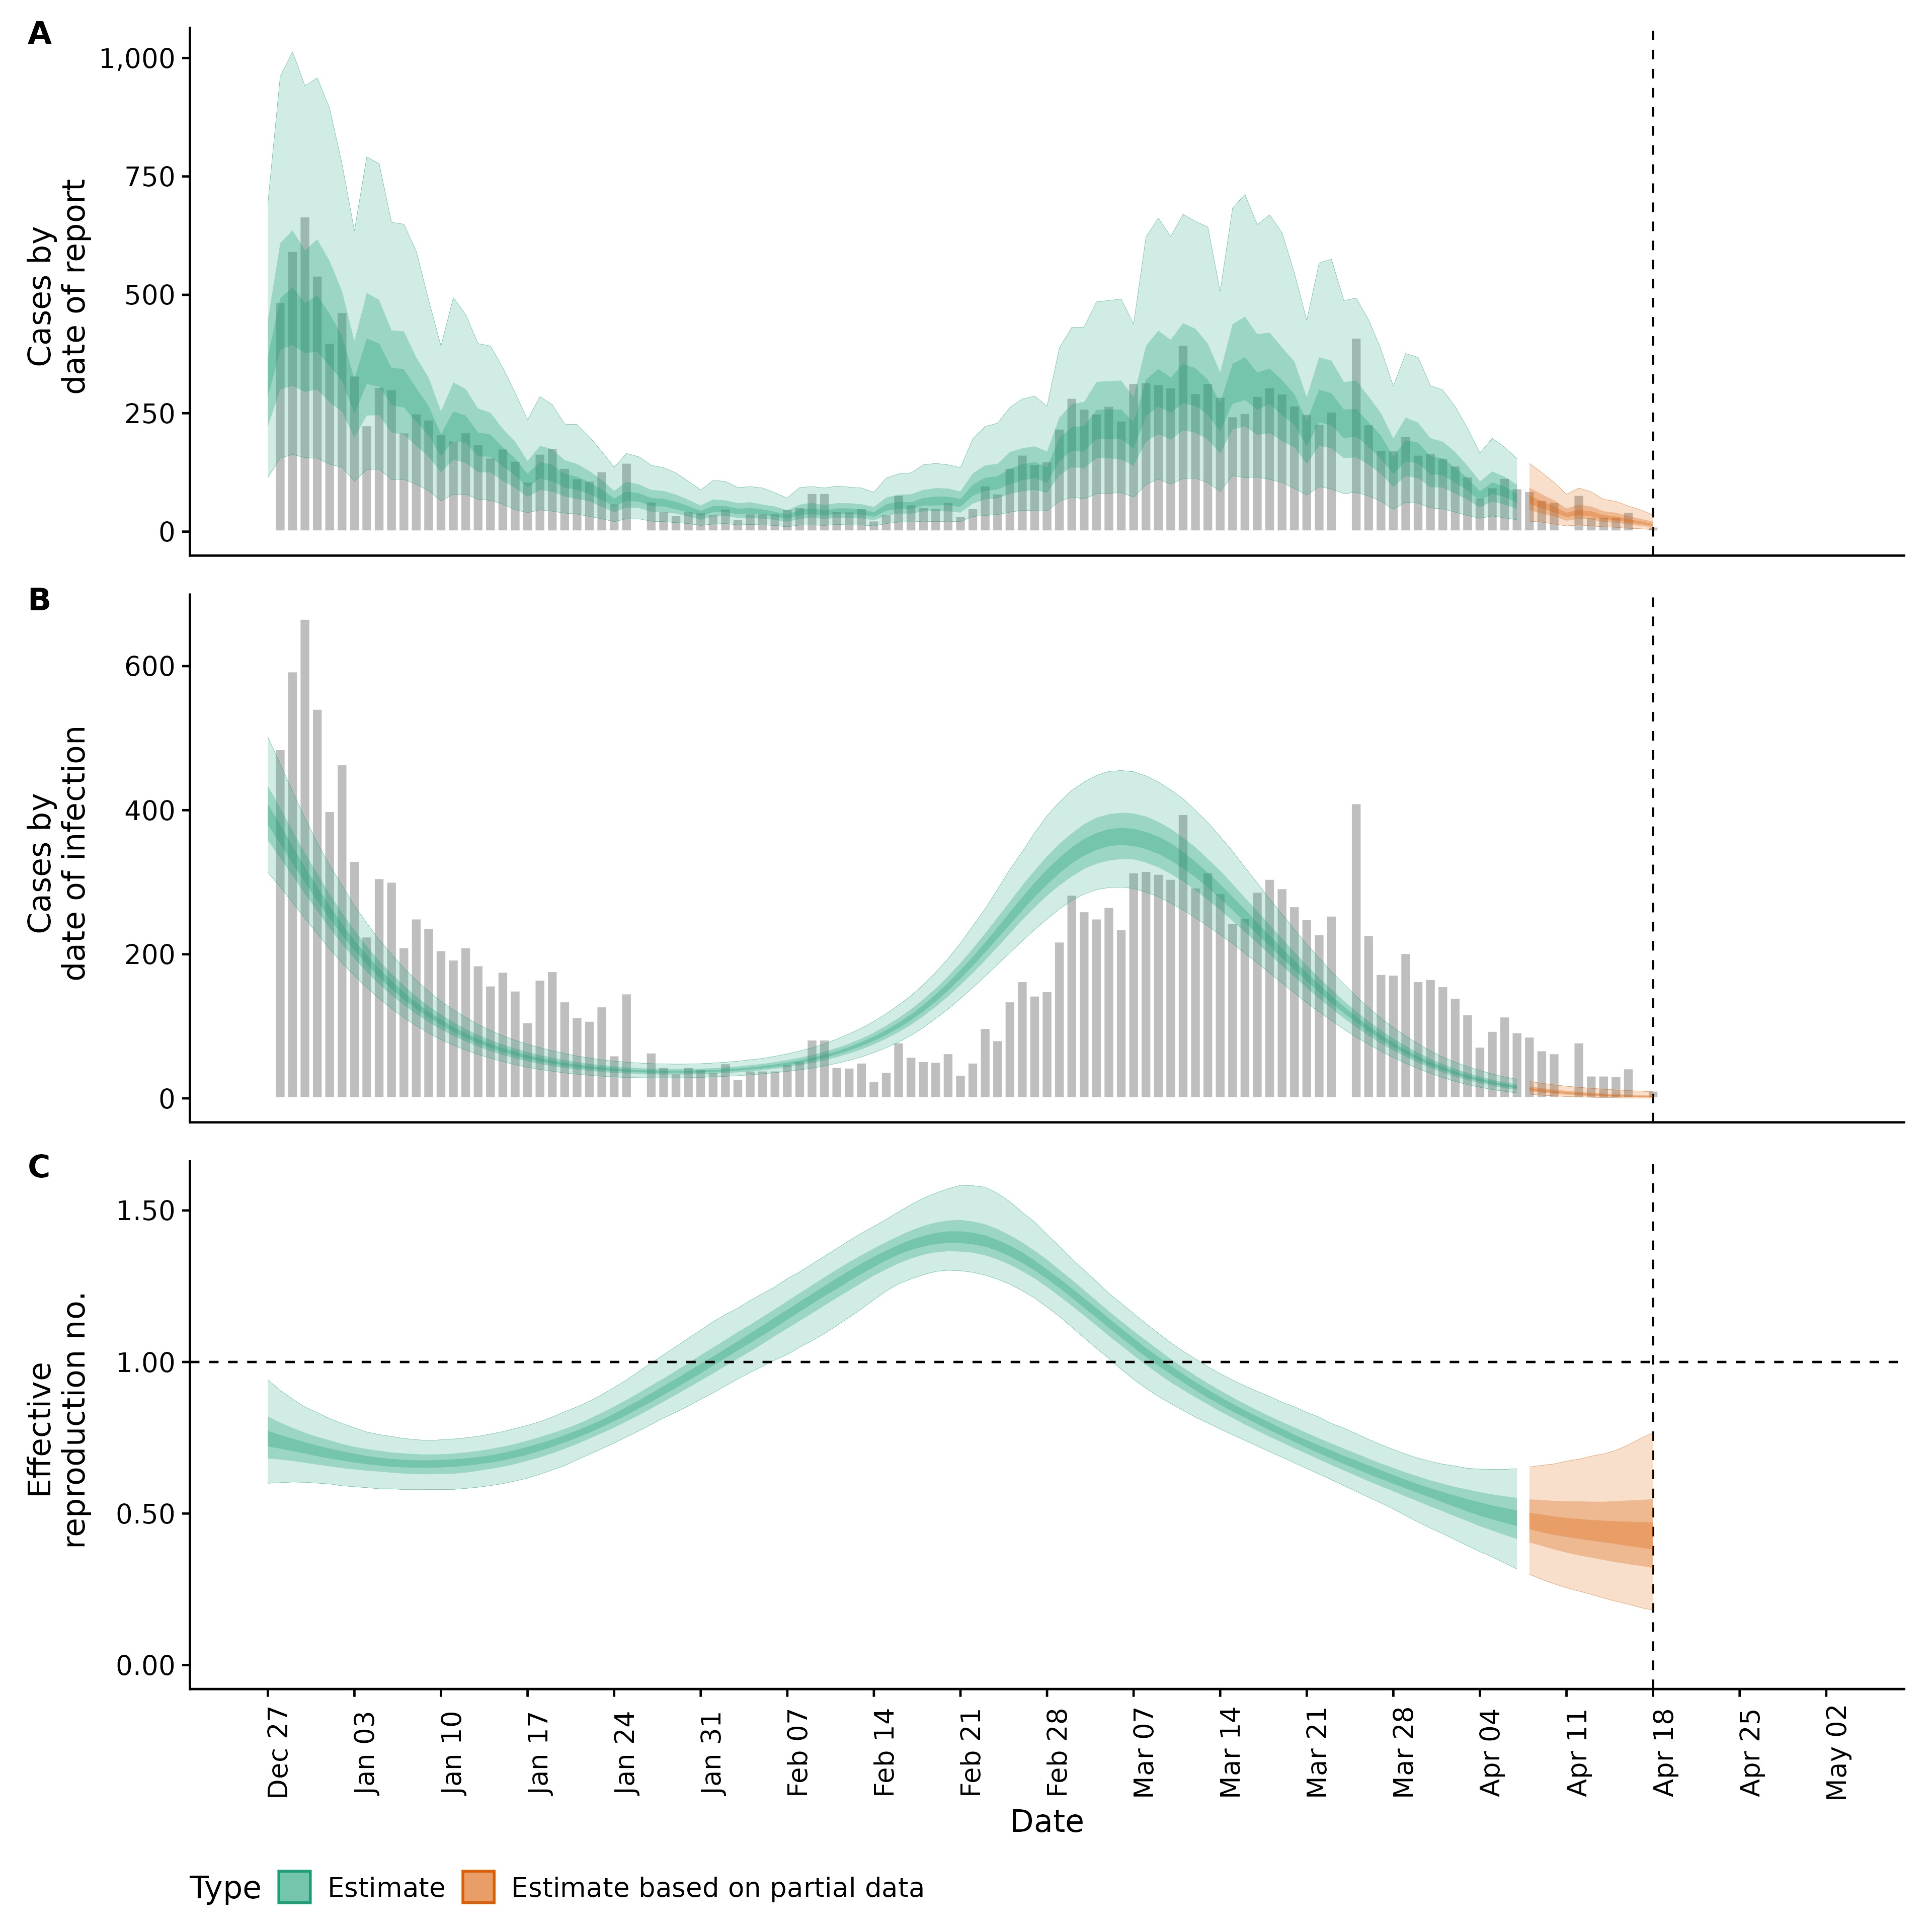 A
1,000
750
500
250
0
Cases by
date of report
B
600
400
200
0
Cases by
date of infection
C
1.50
1.00
0.50
0.00
Effective
reproduction no.
Dec 27
Jan 03
Jan 10
Jan 17
Jan 24
Jan 31
Feb 07
Feb 14
Feb 21
Feb 28
Mar 07
Mar 14
Mar 21
Mar 28
Apr 04
Apr 11
Apr 18
Apr 25
May 02
Date
Type Estimate Estimate based on partial data